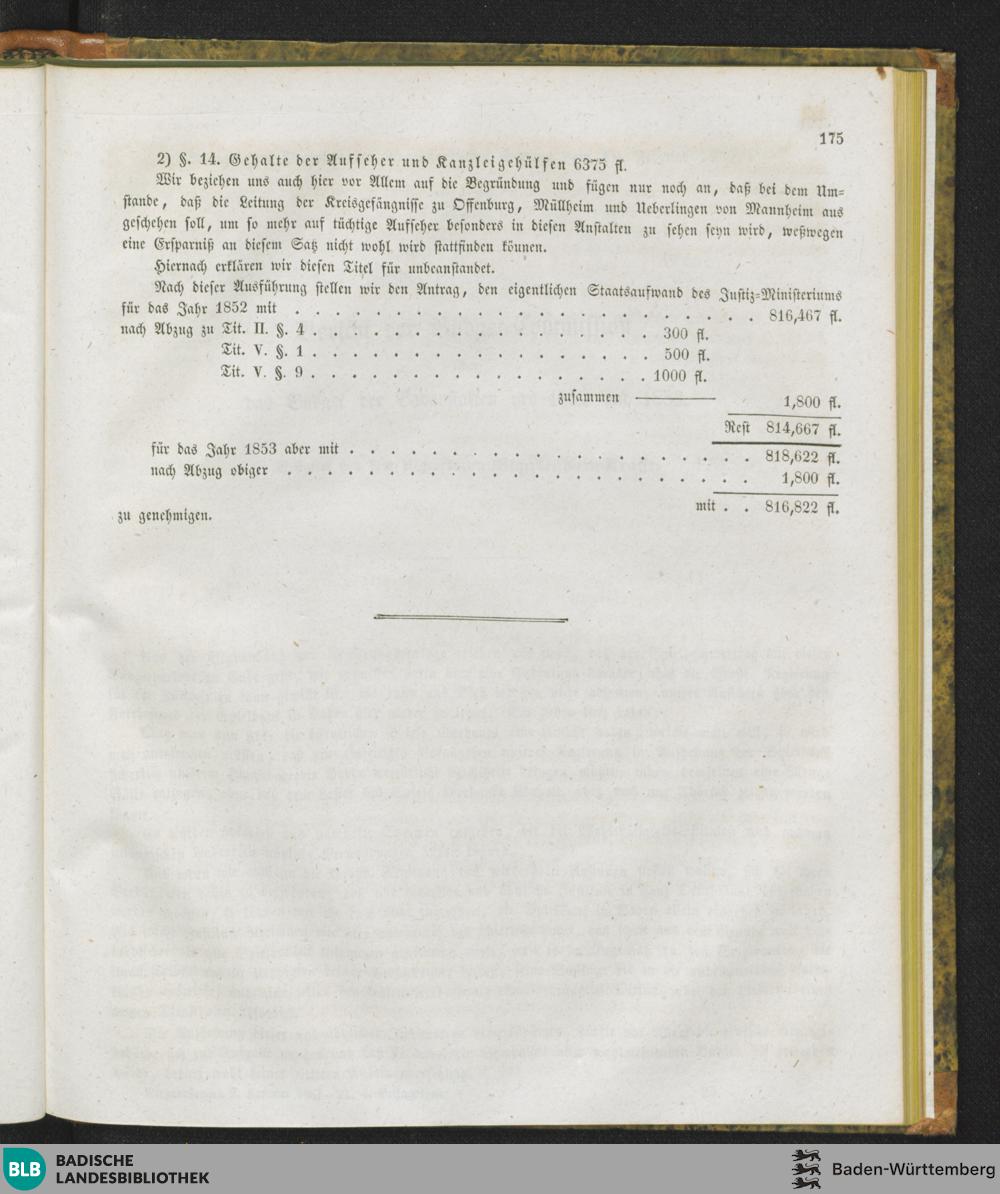 175
2) §. 14. Gehalte der Aufseher und Kanzleigehülfen 6375 fl.
Wir beziehen uns auch hier vor Allem auf die Begründung und fügen nur noch an, daß bei dem Um=
stande, daß die Leitung der Kreisgefängnisse zu Offenburg, Müllheim und Ueberlingen von Mannheim aus
geschehen soll, um so mehr auf tüchtige Aufseher besonders in diesen Anstalten zu sehen seyn wird, weßwegen
eine Ersparniß an diesem Satz nicht wohl wird stattfinden können.
Hiernach erklären wir diesen Titel für unbeanstandet.
Nach dieser Ausführung stellen wir den Antrag, den eigentlichen Staatsaufwand des Justiz=Ministeriums
für das Jahr 1852 mit . . . . . . . . . . . . . . . . . . 816,467 fl.
nach Abzug zu Tit. II. §. 4 . . . . . . . . . . . . . 300 fl.
Tit. V. §. 1 . . . . . . . . . . . . . 500 fl.
Tit. V. §. 9 . . . . . . . . . . . . . 1000 fl.
zusammen ——— 1,800 fl.
Rest 814,667 fl.
für das Jahr 1853 aber mit . . . . . . . . . . . . . . . . 818,622 fl.
nach Abzug obiger . . . . . . . . . . . . . . . . . . 1,800 fl.
mit . . 816,822 fl.
zu genehmigen.
BLB BADISCHE
LANDESBIBLIOTHEK
Baden-Württemberg